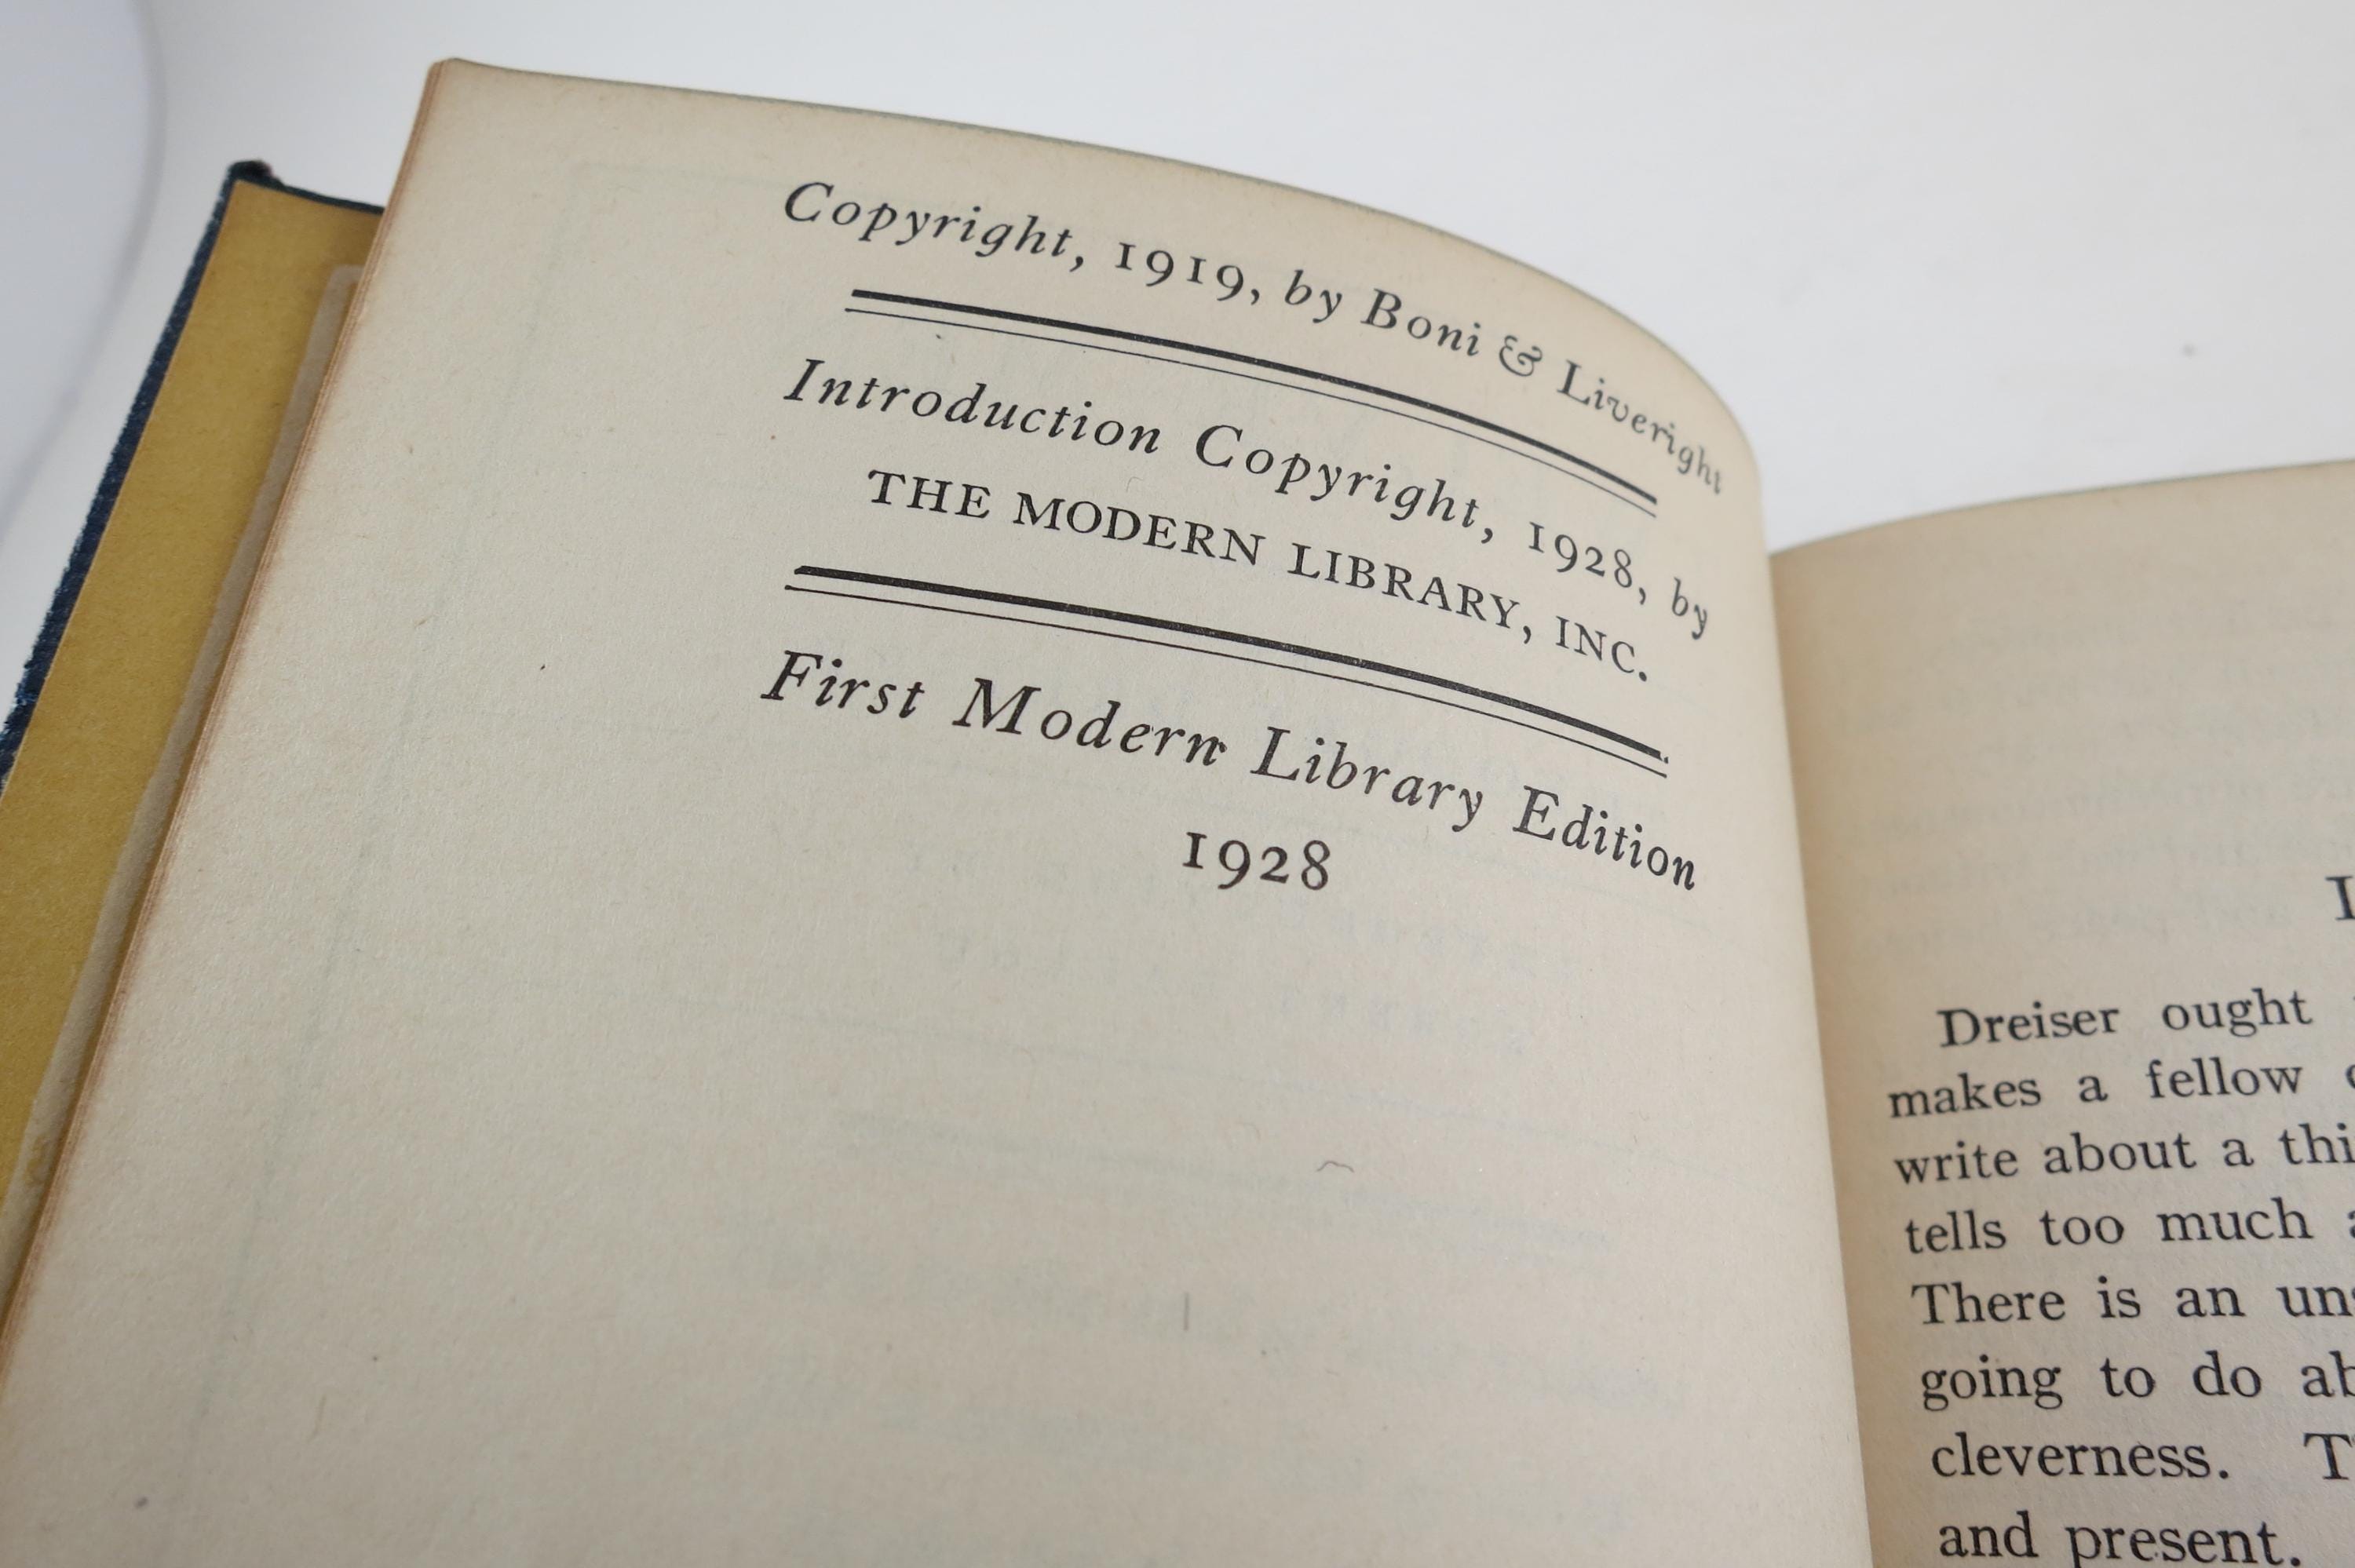 Copyright, 1919, by Boni & Liveright
Introduction Copyright, 1928, by
THE MODERN LIBRARY, INC.
First Modern Library Edition
1928
Dreiser ought
makes a fellow
write about a
tells too much
There is an
going to do
cleverness.
and present.